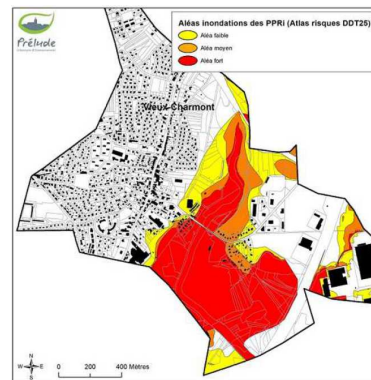 Prélude
Aléas inondations des PPRi (Atlas risques DDT25)
Aléa faible
Aléa moyen
Aléa fort
Vieux-Charmont
N
W E
S
0 200 400 Mètres